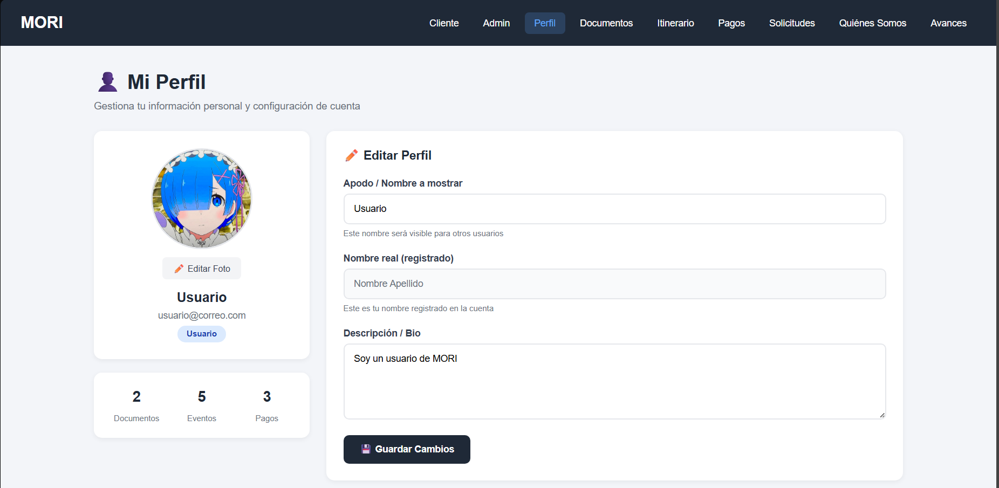 MORI
Cliente
Admin
Perfil
Documentos
Itinerario
Pagos
Solicitudes
Quiénes Somos
Avances
Mi Perfil
Gestiona tu información personal y configuración de cuenta
Editar Foto
Usuario
usuario@correo.com
Usuario
2
Documentos
5
Eventos
3
Pagos
Editar Perfil
Apodo / Nombre a mostrar
Usuario
Este nombre será visible para otros usuarios
Nombre real (registrado)
Nombre Apellido
Este es tu nombre registrado en la cuenta
Descripción / Bio
Soy un usuario de MORI
Guardar Cambios